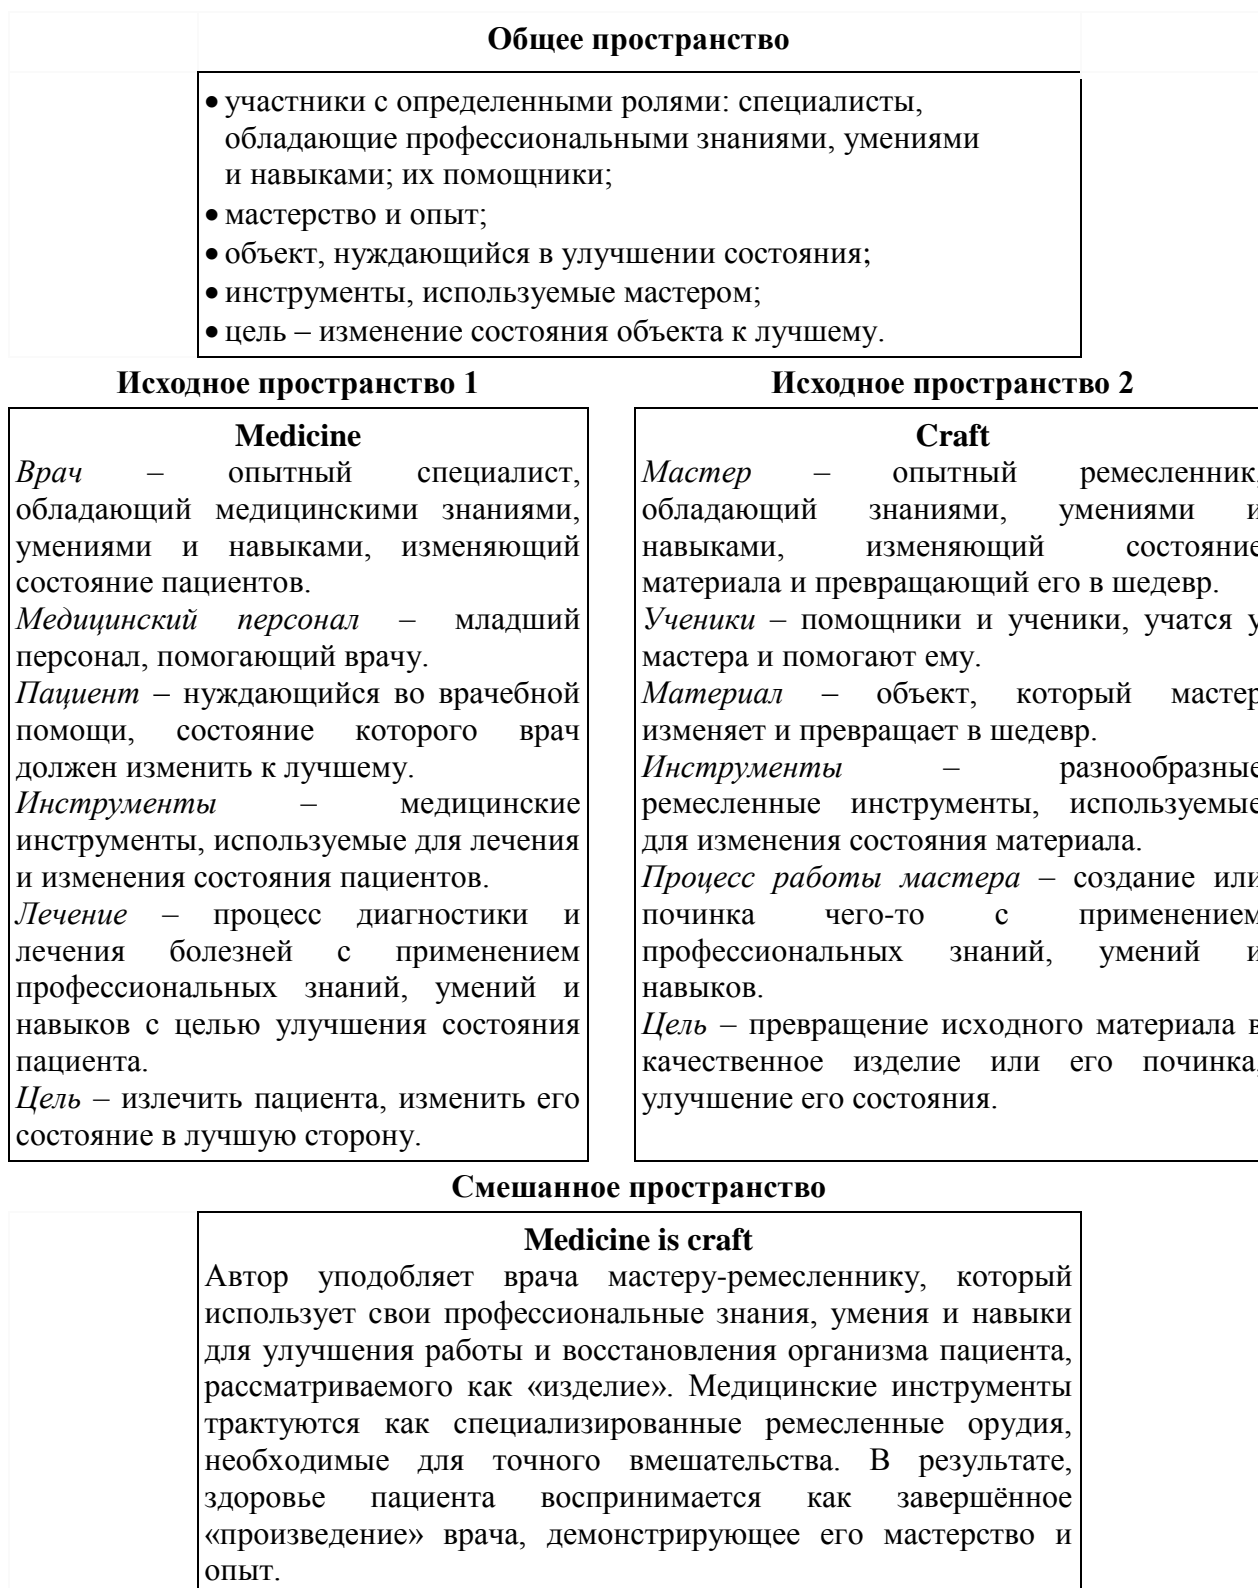 Общее пространство
• участники с определенными ролями: специалисты,
обладающие профессиональными знаниями, умениями
и навыками; их помощники;
• мастерство и опыт;
• объект, нуждающийся в улучшении состояния;
• инструменты, используемые мастером;
• цель – изменение состояния объекта к лучшему.
Исходное пространство 1
Medicine
Врач – опытный специалист,
обладающий медицинскими знаниями,
умениями и навыками, изменяющий
состояние пациентов.
Медицинский персонал – младший
персонал, помогающий врачу.
Пациент – нуждающийся во врачебной
помощи, состояние которого врач
должен изменить к лучшему.
Инструменты – медицинские
инструменты, используемые для лечения
и изменения состояния пациентов.
Лечение – процесс диагностики и
лечения болезней с применением
профессиональных знаний, умений и
навыков с целью улучшения состояния
пациента.
Цель – излечить пациента, изменить его
состояние в лучшую сторону.
Исходное пространство 2
Craft
Мастер – опытный ремесленник,
обладающий знаниями, умениями и
навыками, изменяющий состояние
материала и превращающий его в шедевр.
Ученики – помощники и ученики, учатся у
мастера и помогают ему.
Материал – объект, который мастер
изменяет и превращает в шедевр.
Инструменты – разнообразные
ремесленные инструменты, используемые
для изменения состояния материала.
Процесс работы мастера – создание или
починка чего-то с применением
профессиональных знаний, умений и
навыков.
Цель – превращение исходного материала в
качественное изделие или его починка,
улучшение его состояния.
Смешанное пространство
Medicine is craft
Автор уподобляет врача мастеру-ремесленнику, который
использует свои профессиональные знания, умения и навыки
для улучшения работы и восстановления организма пациента,
рассматриваемого как «изделие». Медицинские инструменты
трактуются как специализированные ремесленные орудия,
необходимые для точного вмешательства. В результате,
здоровье пациента воспринимается как завершённое
«произведение» врача, демонстрирующее его мастерство и
опыт.